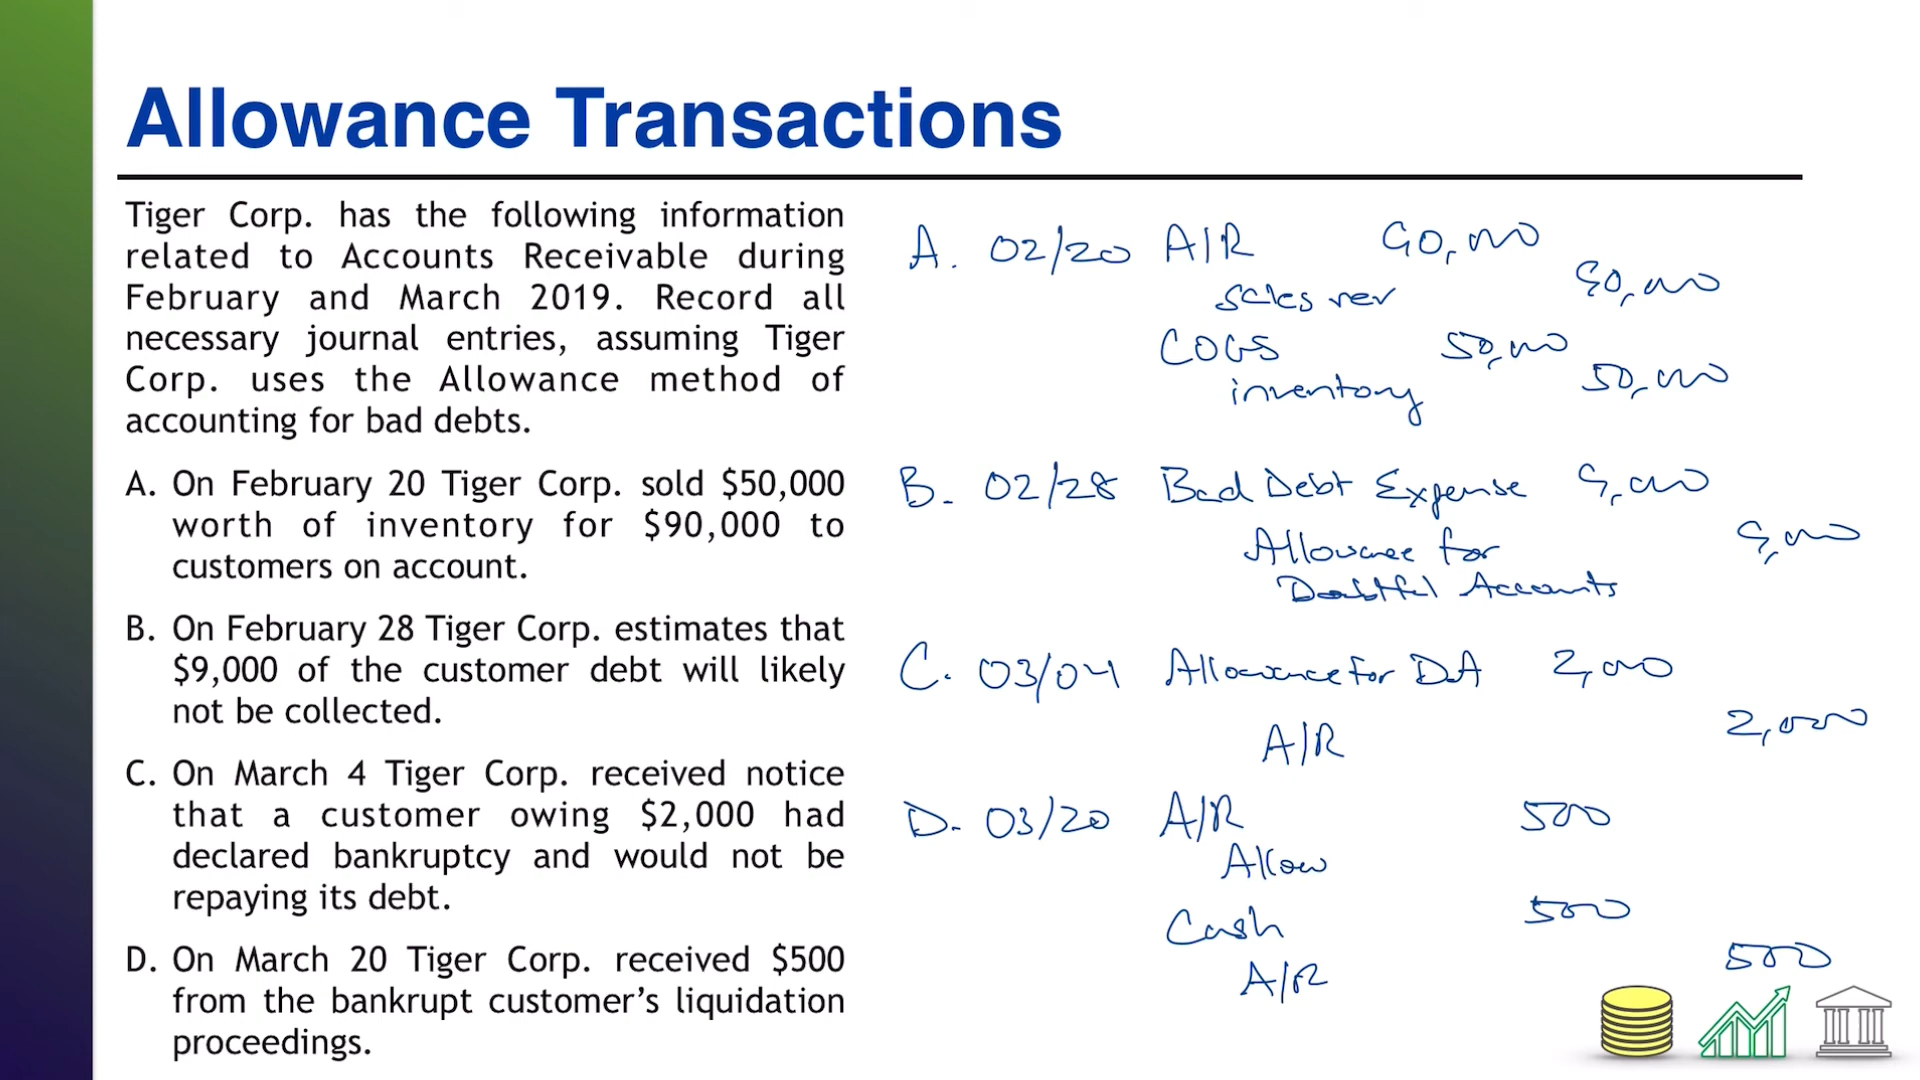 Allowance Transactions
Tiger Corp. has the following information
related to Accounts Receivable during
February and March 2019. Record all
necessary journal entries, assuming Tiger
Corp. uses the Allowance method of
accounting for bad debts.
A. On February 20 Tiger Corp. sold $50,000
worth of inventory for $90,000 to
customers on account.
B. On February 28 Tiger Corp. estimates that
$9,000 of the customer debt will likely
not be collected.
C. On March 4 Tiger Corp. received notice
that a customer owing $2,000 had
declared bankruptcy and would not be
repaying its debt.
D. On March 20 Tiger Corp. received $500
from the bankrupt customer's liquidation
proceedings.
A. 02/20 A/R 90,000
sales rev 90,000
COGS 50,000
inventory 50,000
B. 02/28 Bad Debt Expense 9,000
Allowance for 9,000
Doubtful Accounts
C. 03/04 Allowance for DA 2,000
A/R 2,000
D. 03/20 A/R 500
Allow
Cash 500
A/R 500